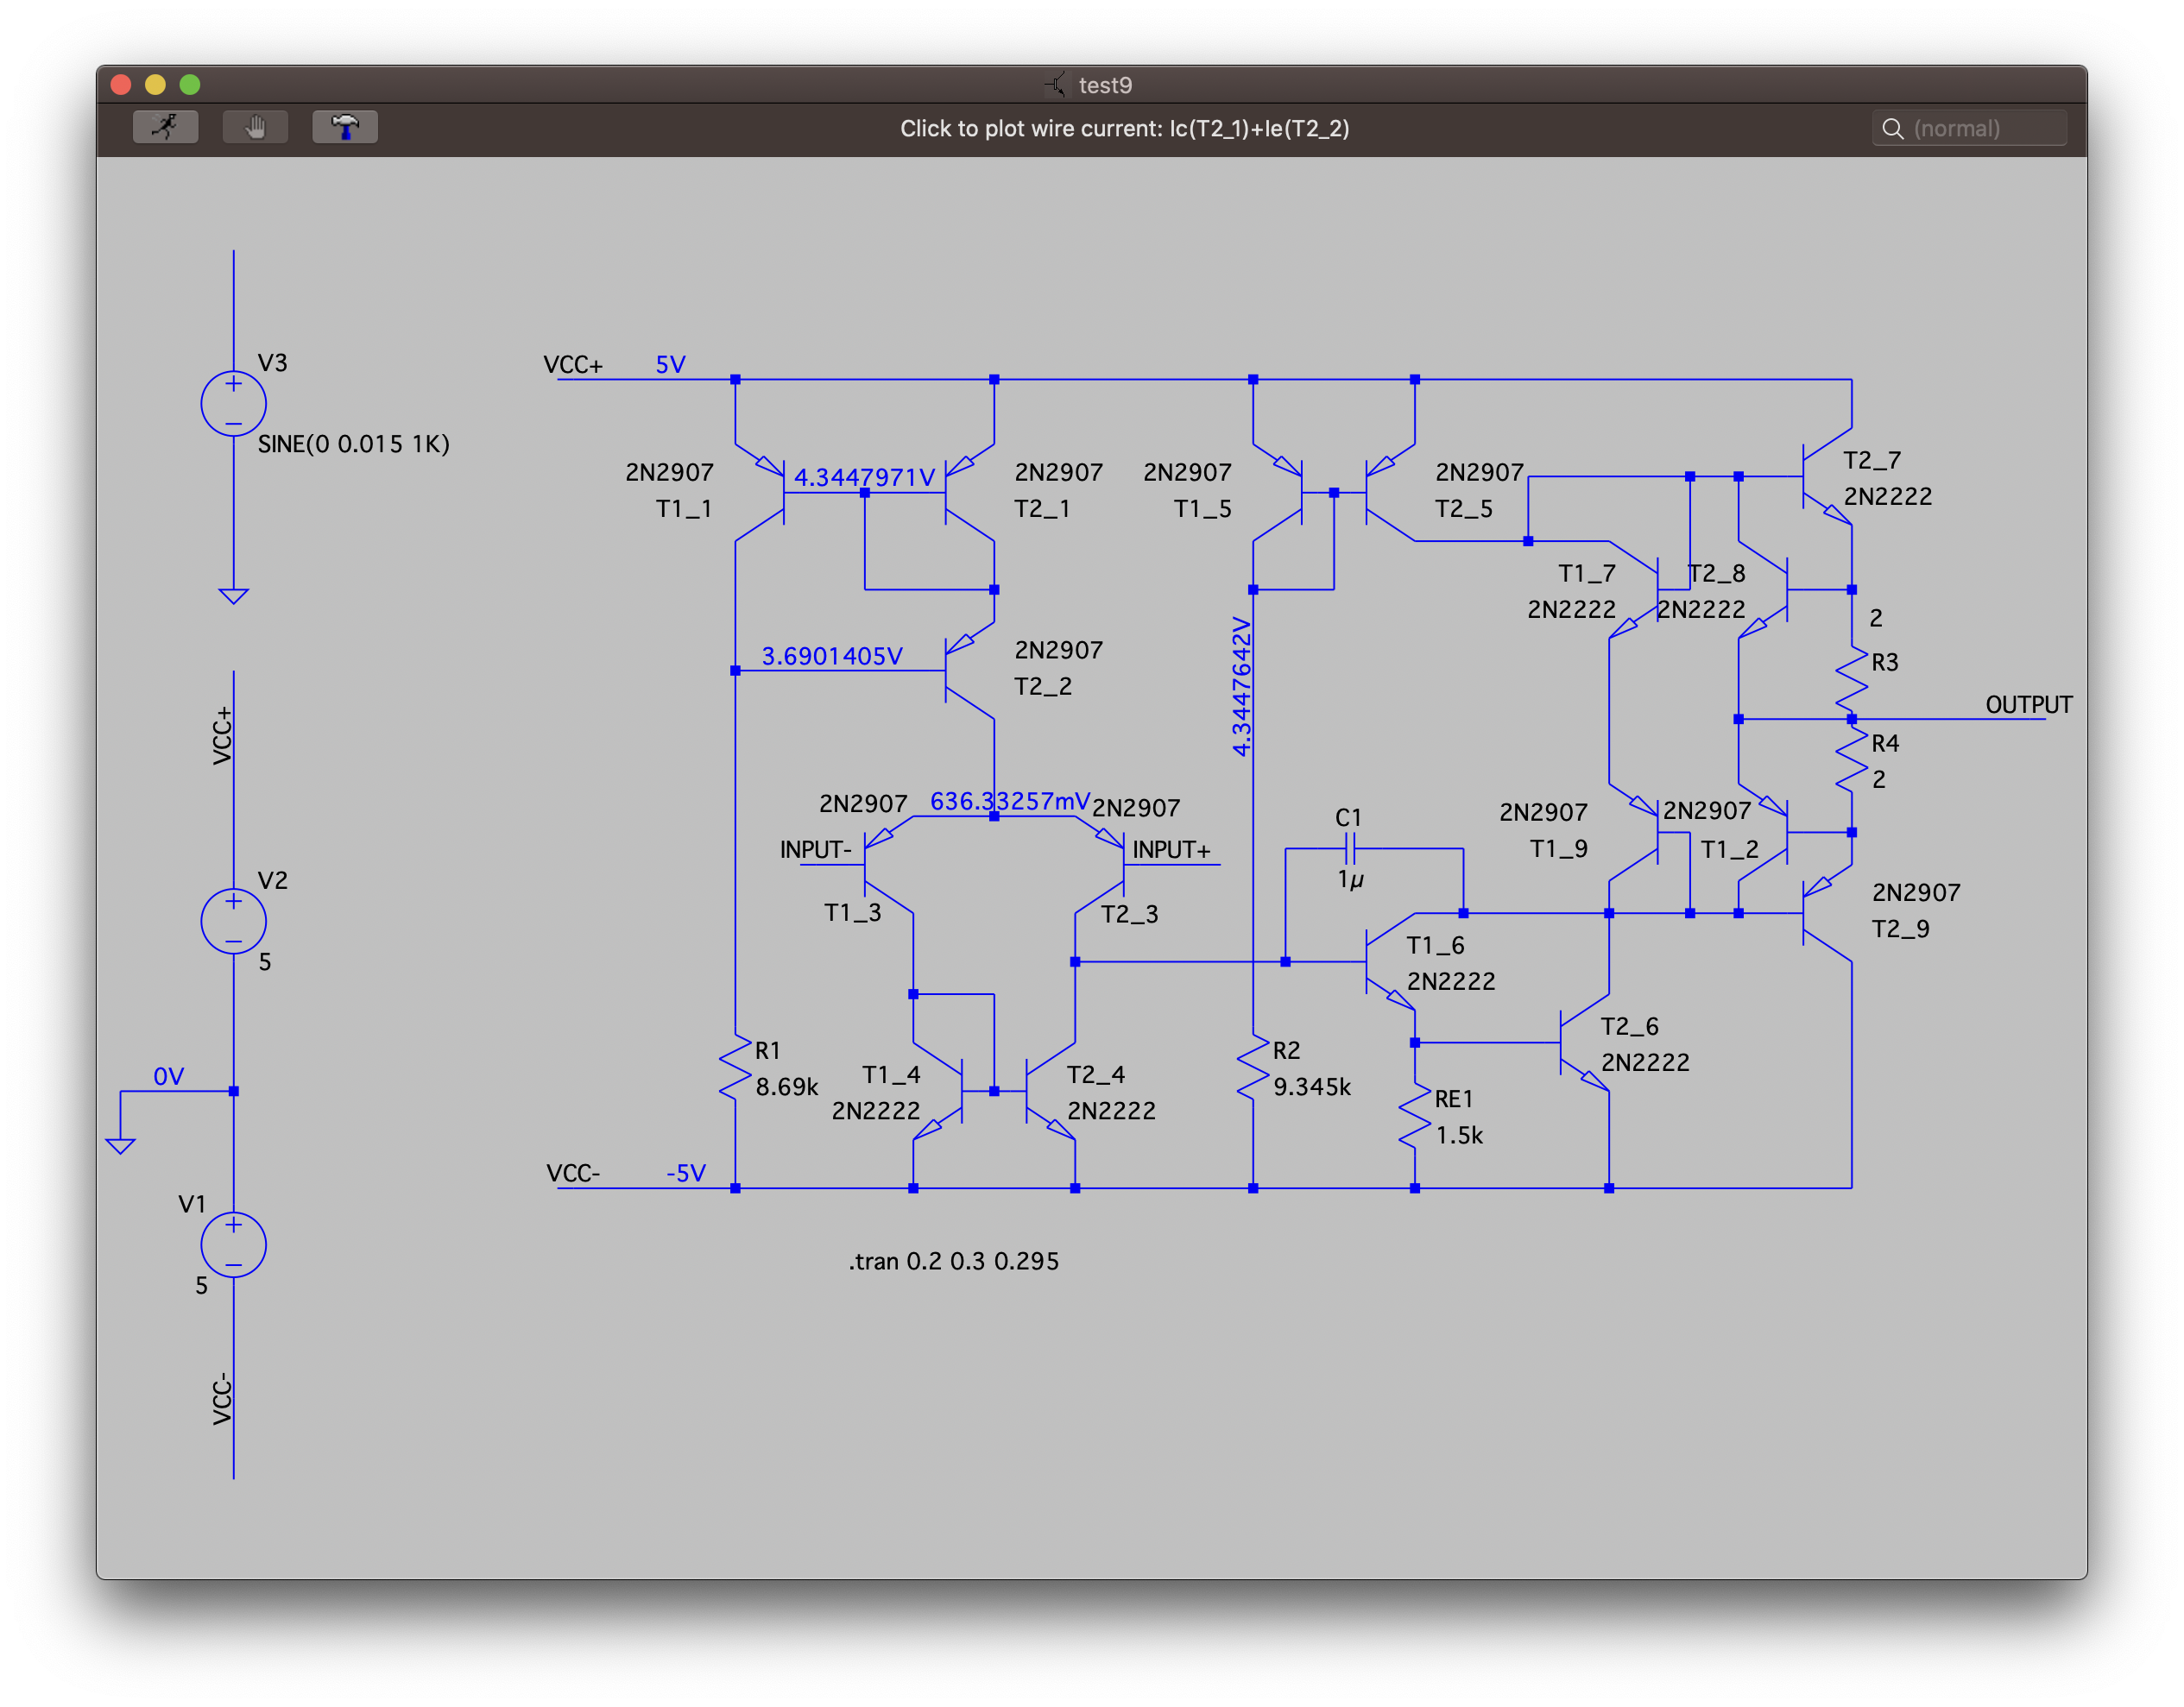 test9
Click to plot wire current: Ic(T2_1)+Ie(T2_2)
(normal)
V3
SINE(0 0.015 1K)
VCC+
V2
5
0V
V1
5
VCC-
VCC+
5V
2N2907
T1_1
4.3447971V
2N2907
T2_1
3.6901405V
2N2907
T2_2
2N2907
636.33257mV
2N2907
INPUT-
INPUT+
T1_3
T2_3
R1
8.69k
T1_4
2N2222
T2_4
2N2222
VCC-
-5V
2N2907
T1_5
2N2907
T2_5
4.3447642V
C1
1µ
T1_6
2N2222
R2
9.345k
RE1
1.5k
T2_6
2N2222
T2_7
2N2222
T1_7
2N2222
T2_8
2N2222
2
R3
OUTPUT
R4
2
2N2907
T1_9
2N2907
T1_2
2N2907
T2_9
.tran 0.2 0.3 0.295